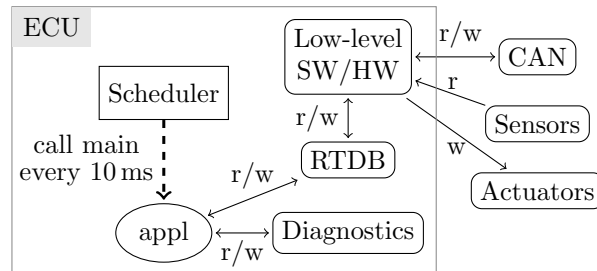 ECU
Low-level
SW/HW
r/w
CAN
r
Sensors
w
Actuators
Scheduler
call main
every 10 ms
r/w
RTDB
r/w
appl
r/w
Diagnostics